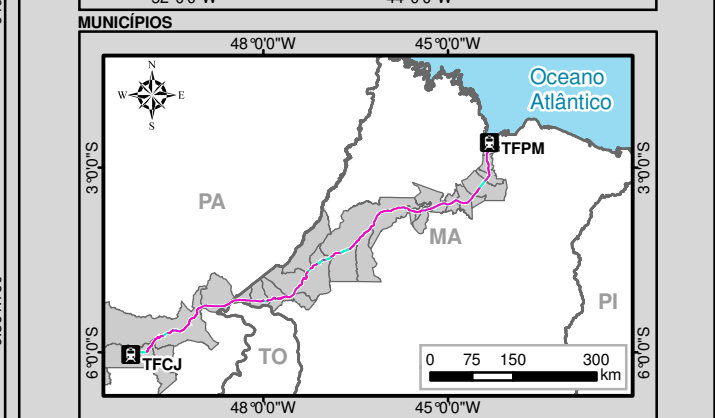 MUNICÍPIOS
48°0'0"W 45°0'0"W
Oceano
Atlântico
N
W E
S
TFPM
3°0'0"S 3°0'0"S
PA
MA
PI
TO
TFCJ
6°0'0"S 6°0'0"S
0 75 150 300
km
48°0'0"W 45°0'0"W